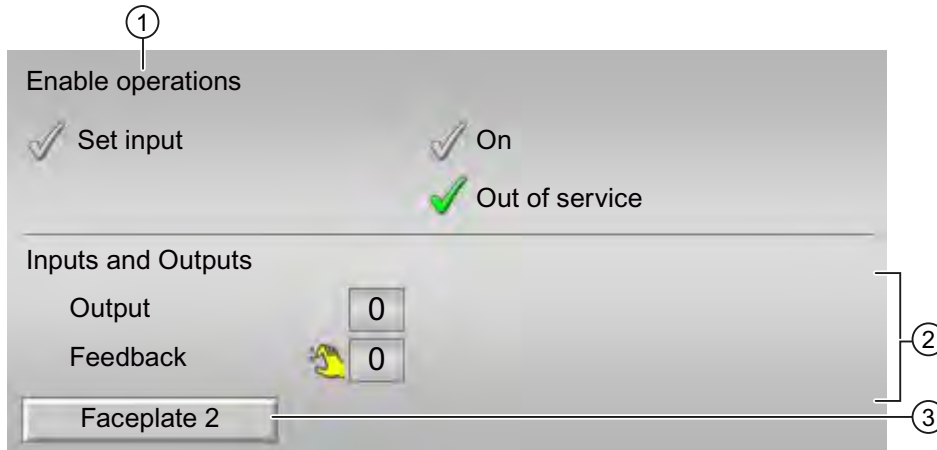 1
Enable operations
Set input
On
Out of service
Inputs and Outputs
Output 0
Feedback 0
Faceplate 2
2
3